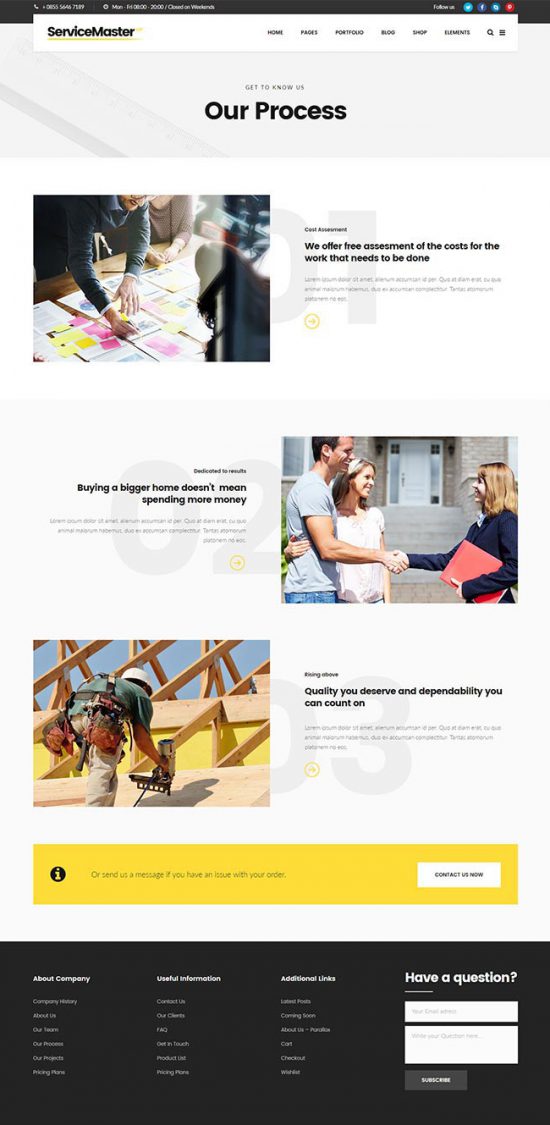 + 0855 5646 7189 Mon - Fri 08:00 - 20:00 / Closed on Weekends Follow us
ServiceMaster HOME PAGES PORTFOLIO BLOG SHOP ELEMENTS
GET TO KNOW US
Our Process
01
Cost Assesment
We offer free assesment of the costs for the
work that needs to be done
Lorem ipsum dolor sit amet, alienum accumsan id per. Quo at diam erat, cu quo
animal malorum habemus, duo ex accumsan complectitur. Tantas atomorum
platonem no eos.
02
Dedicated to results
Buying a bigger home doesn't mean
spending more money
Lorem ipsum dolor sit amet, alienum accumsan id per. Quo at diam erat, cu quo
animal malorum habemus, duo ex accumsan complectitur. Tantas atomorum
platonem no eos.
03
Rising above
Quality you deserve and dependability you
can count on
Lorem ipsum dolor sit amet, alienum accumsan id per. Quo at diam erat, cu quo
animal malorum habemus, duo ex accumsan complectitur. Tantas atomorum
platonem no eos.
Or send us a message if you have an issue with your order. CONTACT US NOW
About Company
Company History
About Us
Our Team
Our Process
Our Projects
Pricing Plans
Useful Information
Contact Us
Our Clients
FAQ
Get In Touch
Product List
Pricing Plans
Additional Links
Latest Posts
Coming Soon
About Us – Parallax
Cart
Checkout
Wishlist
Have a question?
Your Email adress
Write your Question here...
SUBSCRIBE